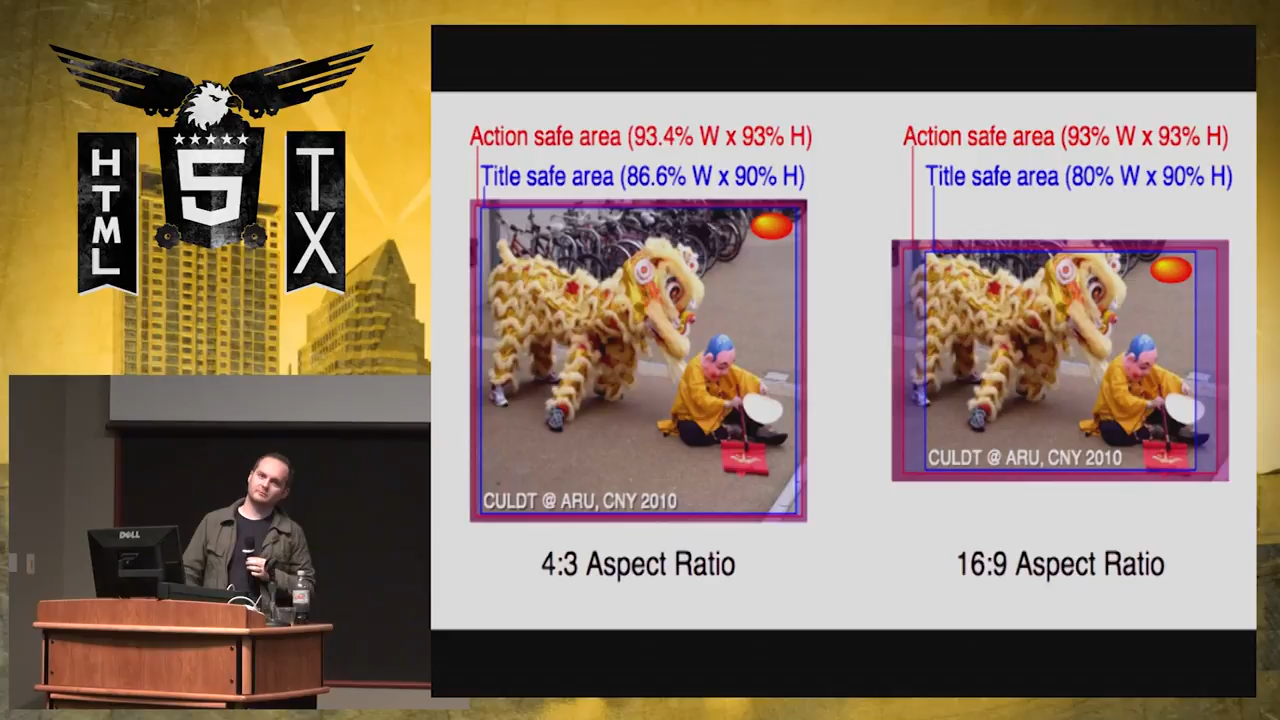 HTML
5
TX
Action safe area (93.4% W x 93% H)
Title safe area (86.6% W x 90% H)
CULDT @ ARU, CNY 2010
4:3 Aspect Ratio
Action safe area (93% W x 93% H)
Title safe area (80% W x 90% H)
CULDT @ ARU, CNY 2010
16:9 Aspect Ratio
DELL